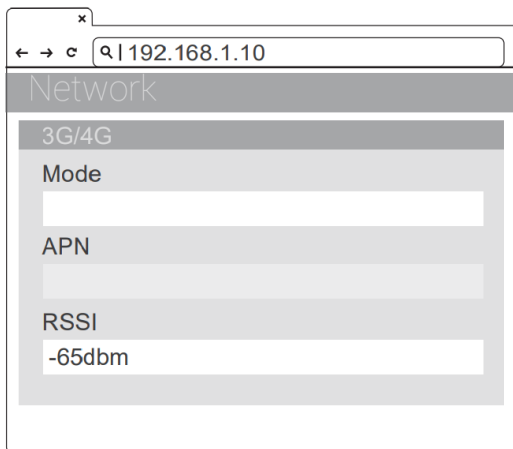 192.168.1.10
Network
3G/4G
Mode
APN
RSSI
-65dbm